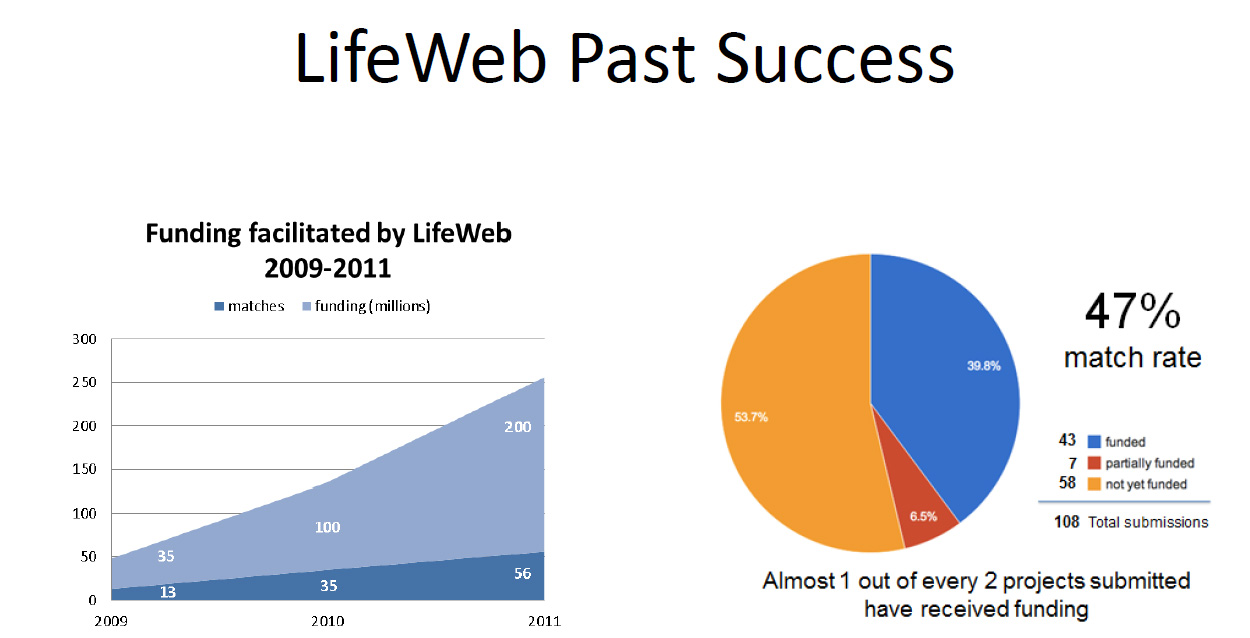 LifeWeb Past Success
Funding facilitated by LifeWeb
2009-2011
matches funding (millions)
300
250
200
150
100
50
0
200
100
35
56
35
13
2009 2010 2011
39.8%
53.7%
6.5%
47%
match rate
43 funded
7 partially funded
58 not yet funded
108 Total submissions
Almost 1 out of every 2 projects submitted
have received funding